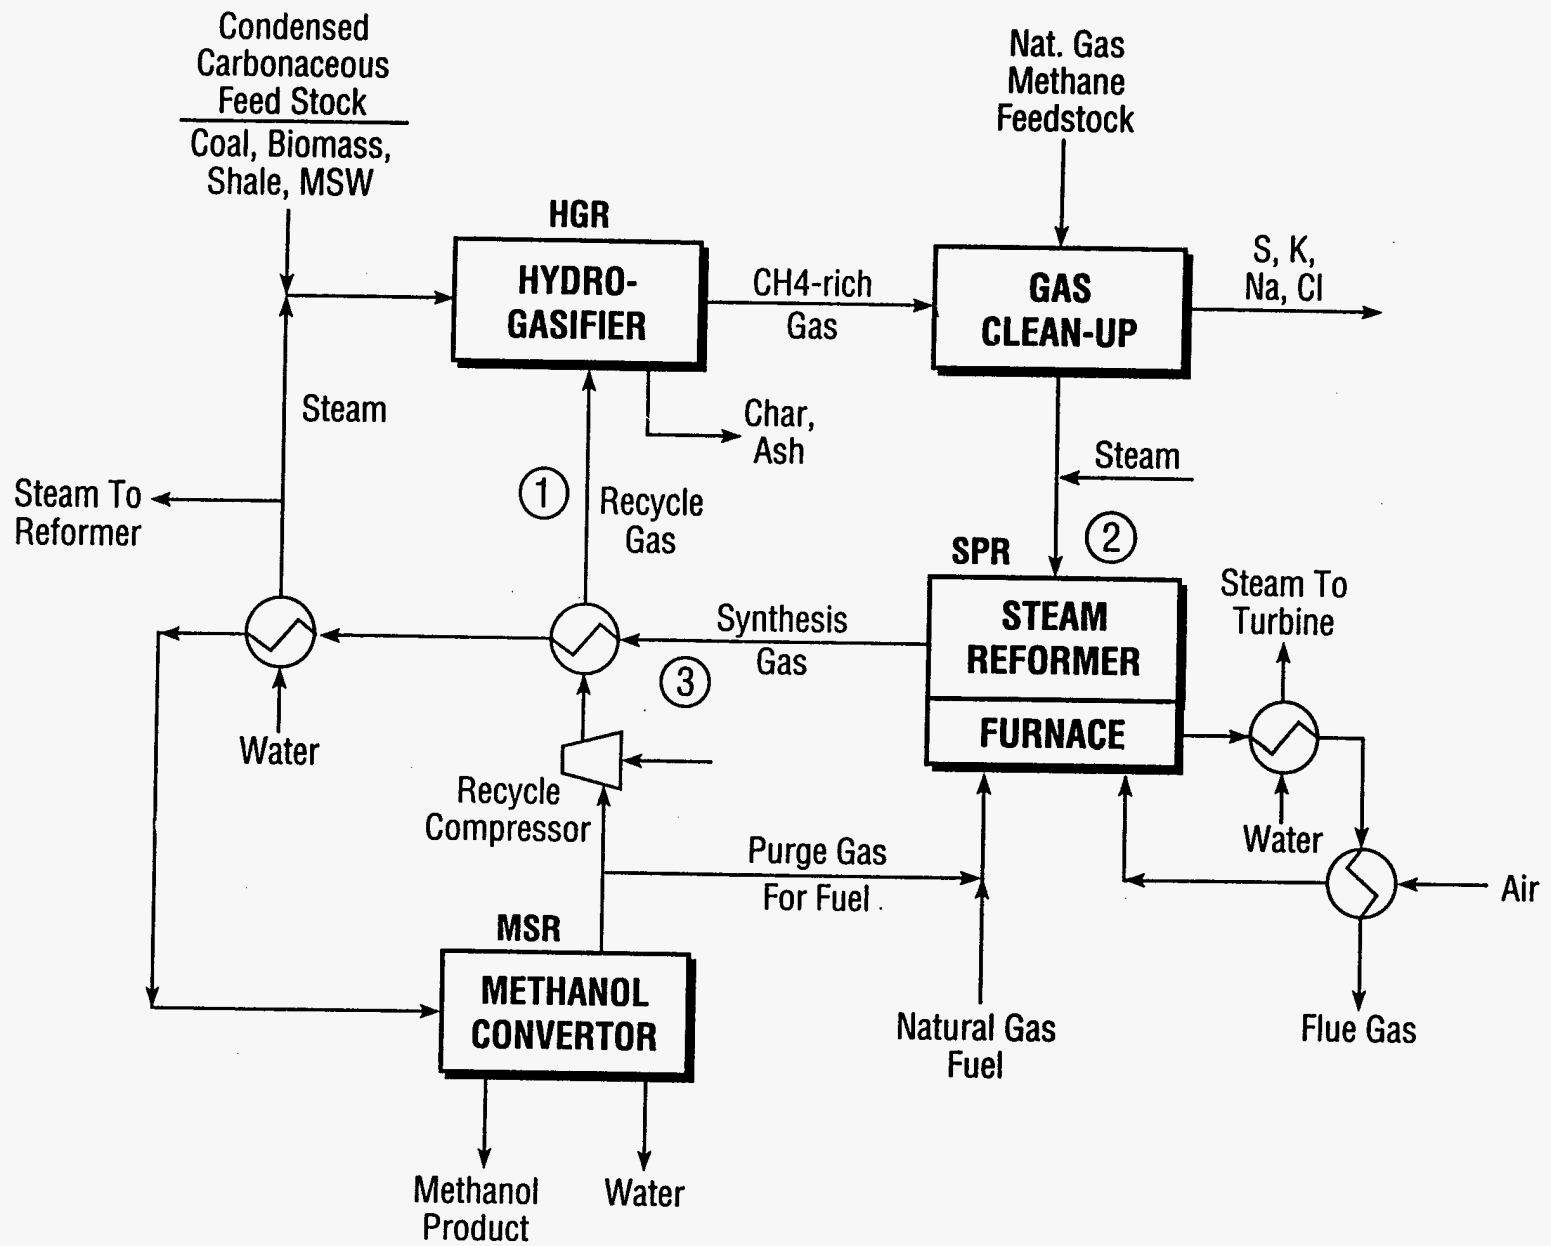 Condensed
Carbonaceous
Feed Stock
Coal, Biomass,
Shale, MSW
Nat. Gas
Methane
Feedstock
HGR
HYDRO-
GASIFIER
CH4-rich
Gas
GAS
CLEAN-UP
S, K,
Na, Cl
Steam
Char,
Ash
Steam
Steam To
Reformer
1
Recycle
Gas
2
SPR
STEAM
REFORMER
FURNACE
Steam To
Turbine
Synthesis
Gas
3
Water
Recycle
Compressor
Water
Purge Gas
For Fuel
Air
MSR
METHANOL
CONVERTOR
Natural Gas
Fuel
Flue Gas
Methanol
Product
Water